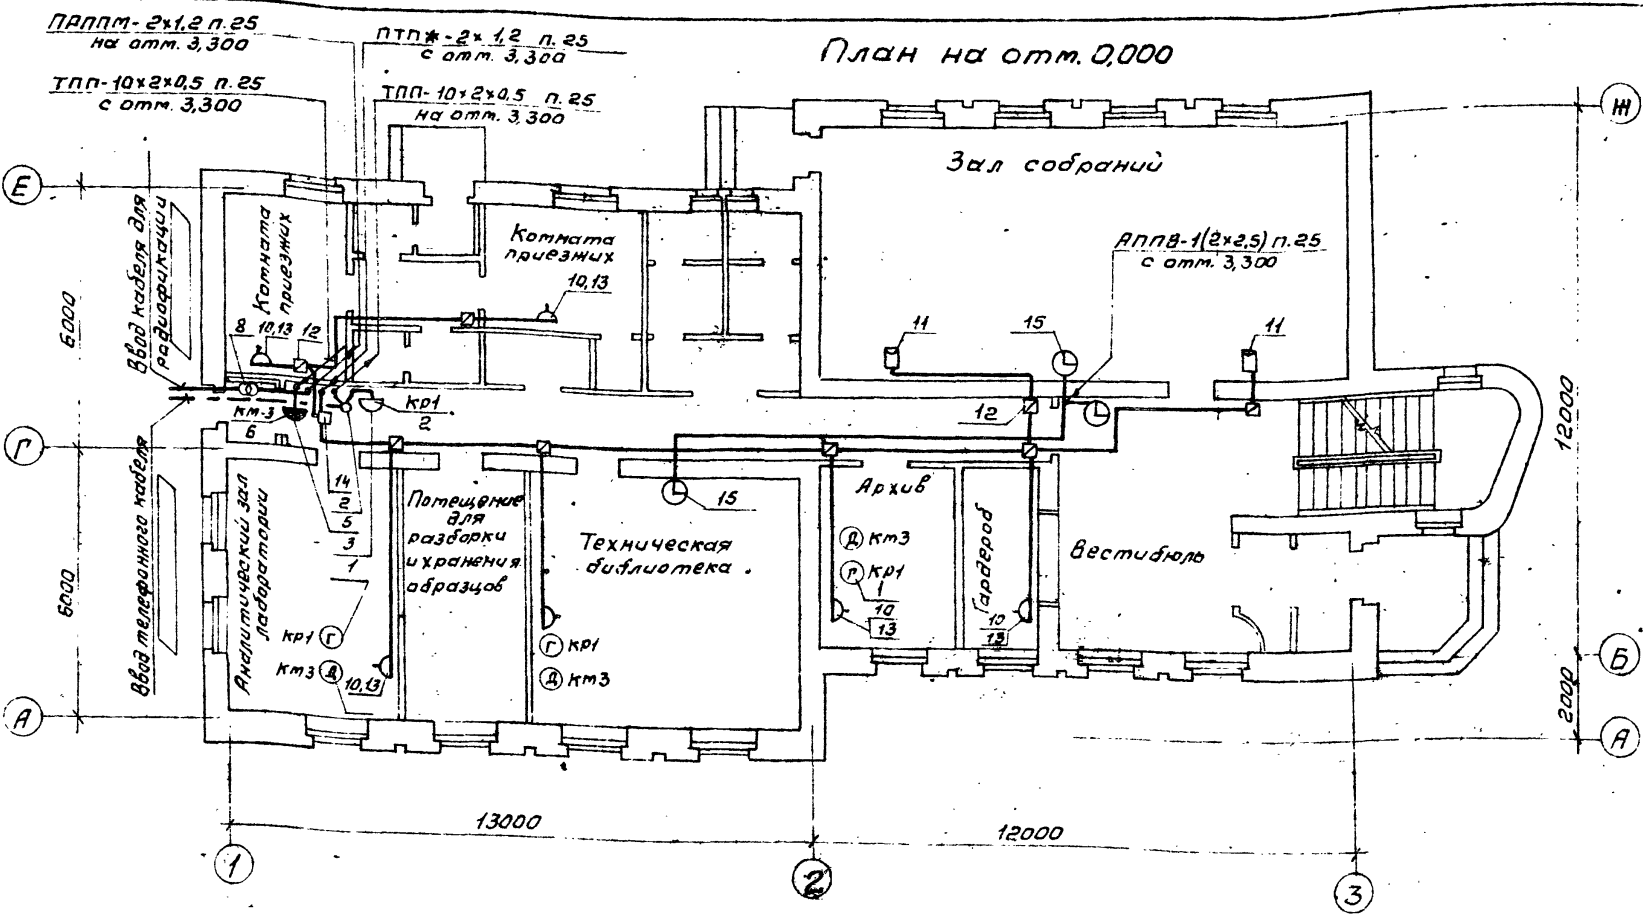 ПАППМ-2х1,2 п.25
на отм. 3,300
ПТПЖ-2х1,2 п.25
с отм. 3,300
План на отм. 0,000
ТПП-10х2х0,5 п.25
с отм. 3,300
ТПП-10х2х0,5 п.25
на отм. 3,300
Ж
Зал собраний
Е
Ввод кабеля для
радиофикации
Комната
приезжих
Комната
приезжих
10,13
АППВ-1(2х2,5) п.25
с отм. 3,300
6000
8
10,13
12
11
15
11
КМ-3
6
КР1
2
12
12000
Г
14
2
5
3
1
15
Ввод телефонного кабеля
Аналитический зал
лаборатории
Помещение
для
разборки
и хранения
образцов
Техническая
библиотека
Архив
Д КМ3
Г КР1
1
10
13
Гардероб
10
13
Вестибюль
6000
КР1 Г
КМ3 Д
10,13
Г КР1
Д КМ3
Б
2000
А
А
13000
12000
1
2
3